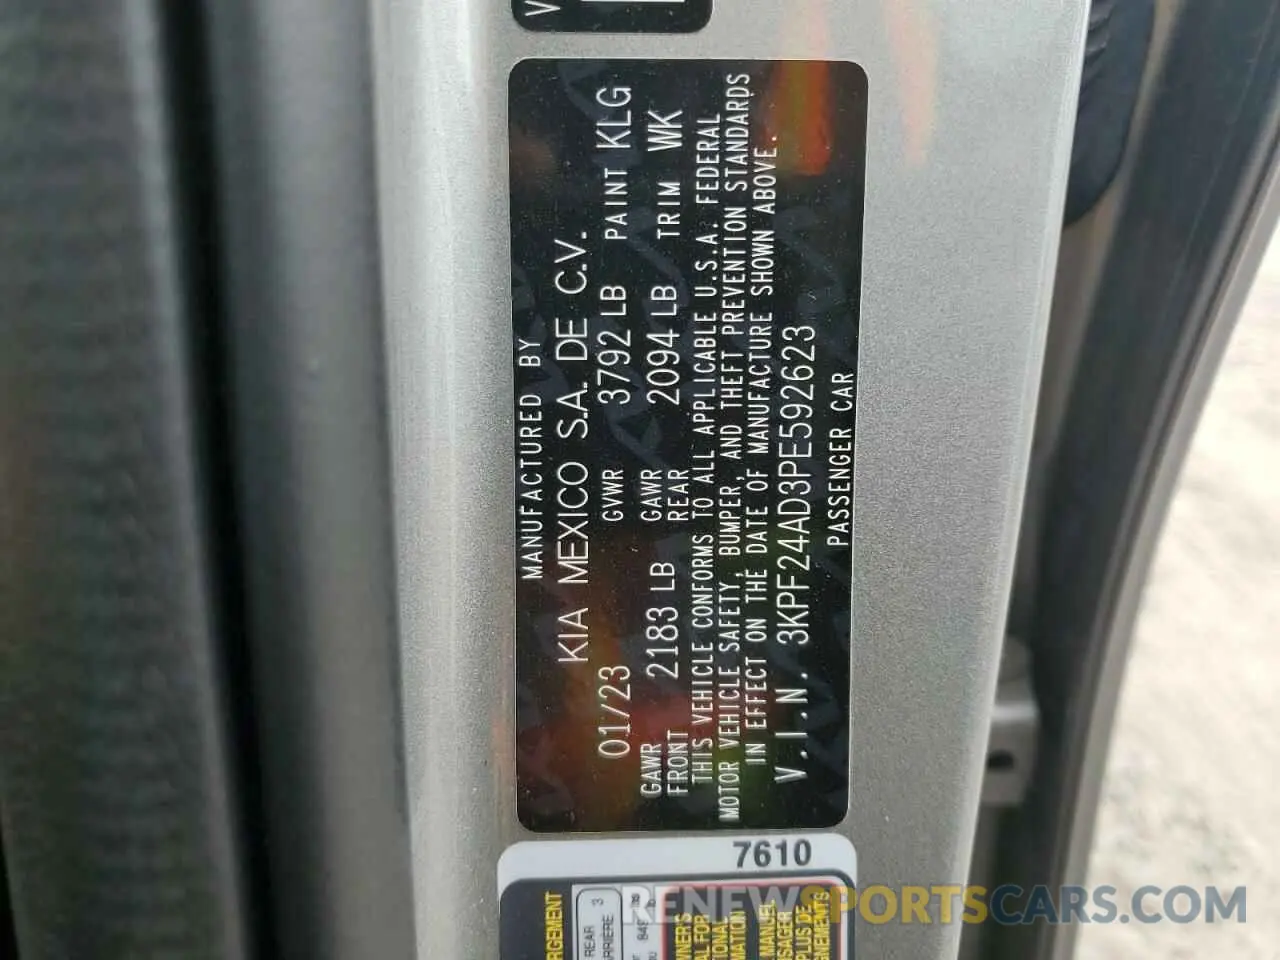 V
MANUFACTURED BY
KIA MEXICO S.A. DE C.V.
01/23 GVWR 3792 LB PAINT KLG
GAWR FRONT 2183 LB GAWR REAR 2094 LB TRIM WK
THIS VEHICLE CONFORMS TO ALL APPLICABLE U.S.A. FEDERAL
MOTOR VEHICLE SAFETY, BUMPER, AND THEFT PREVENTION STANDARDS
IN EFFECT ON THE DATE OF MANUFACTURE SHOWN ABOVE.
V.I.N. 3KPF24AD3PE592623
PASSENGER CAR
7610
REAR 3
RENEWSPORTSCARS.COM